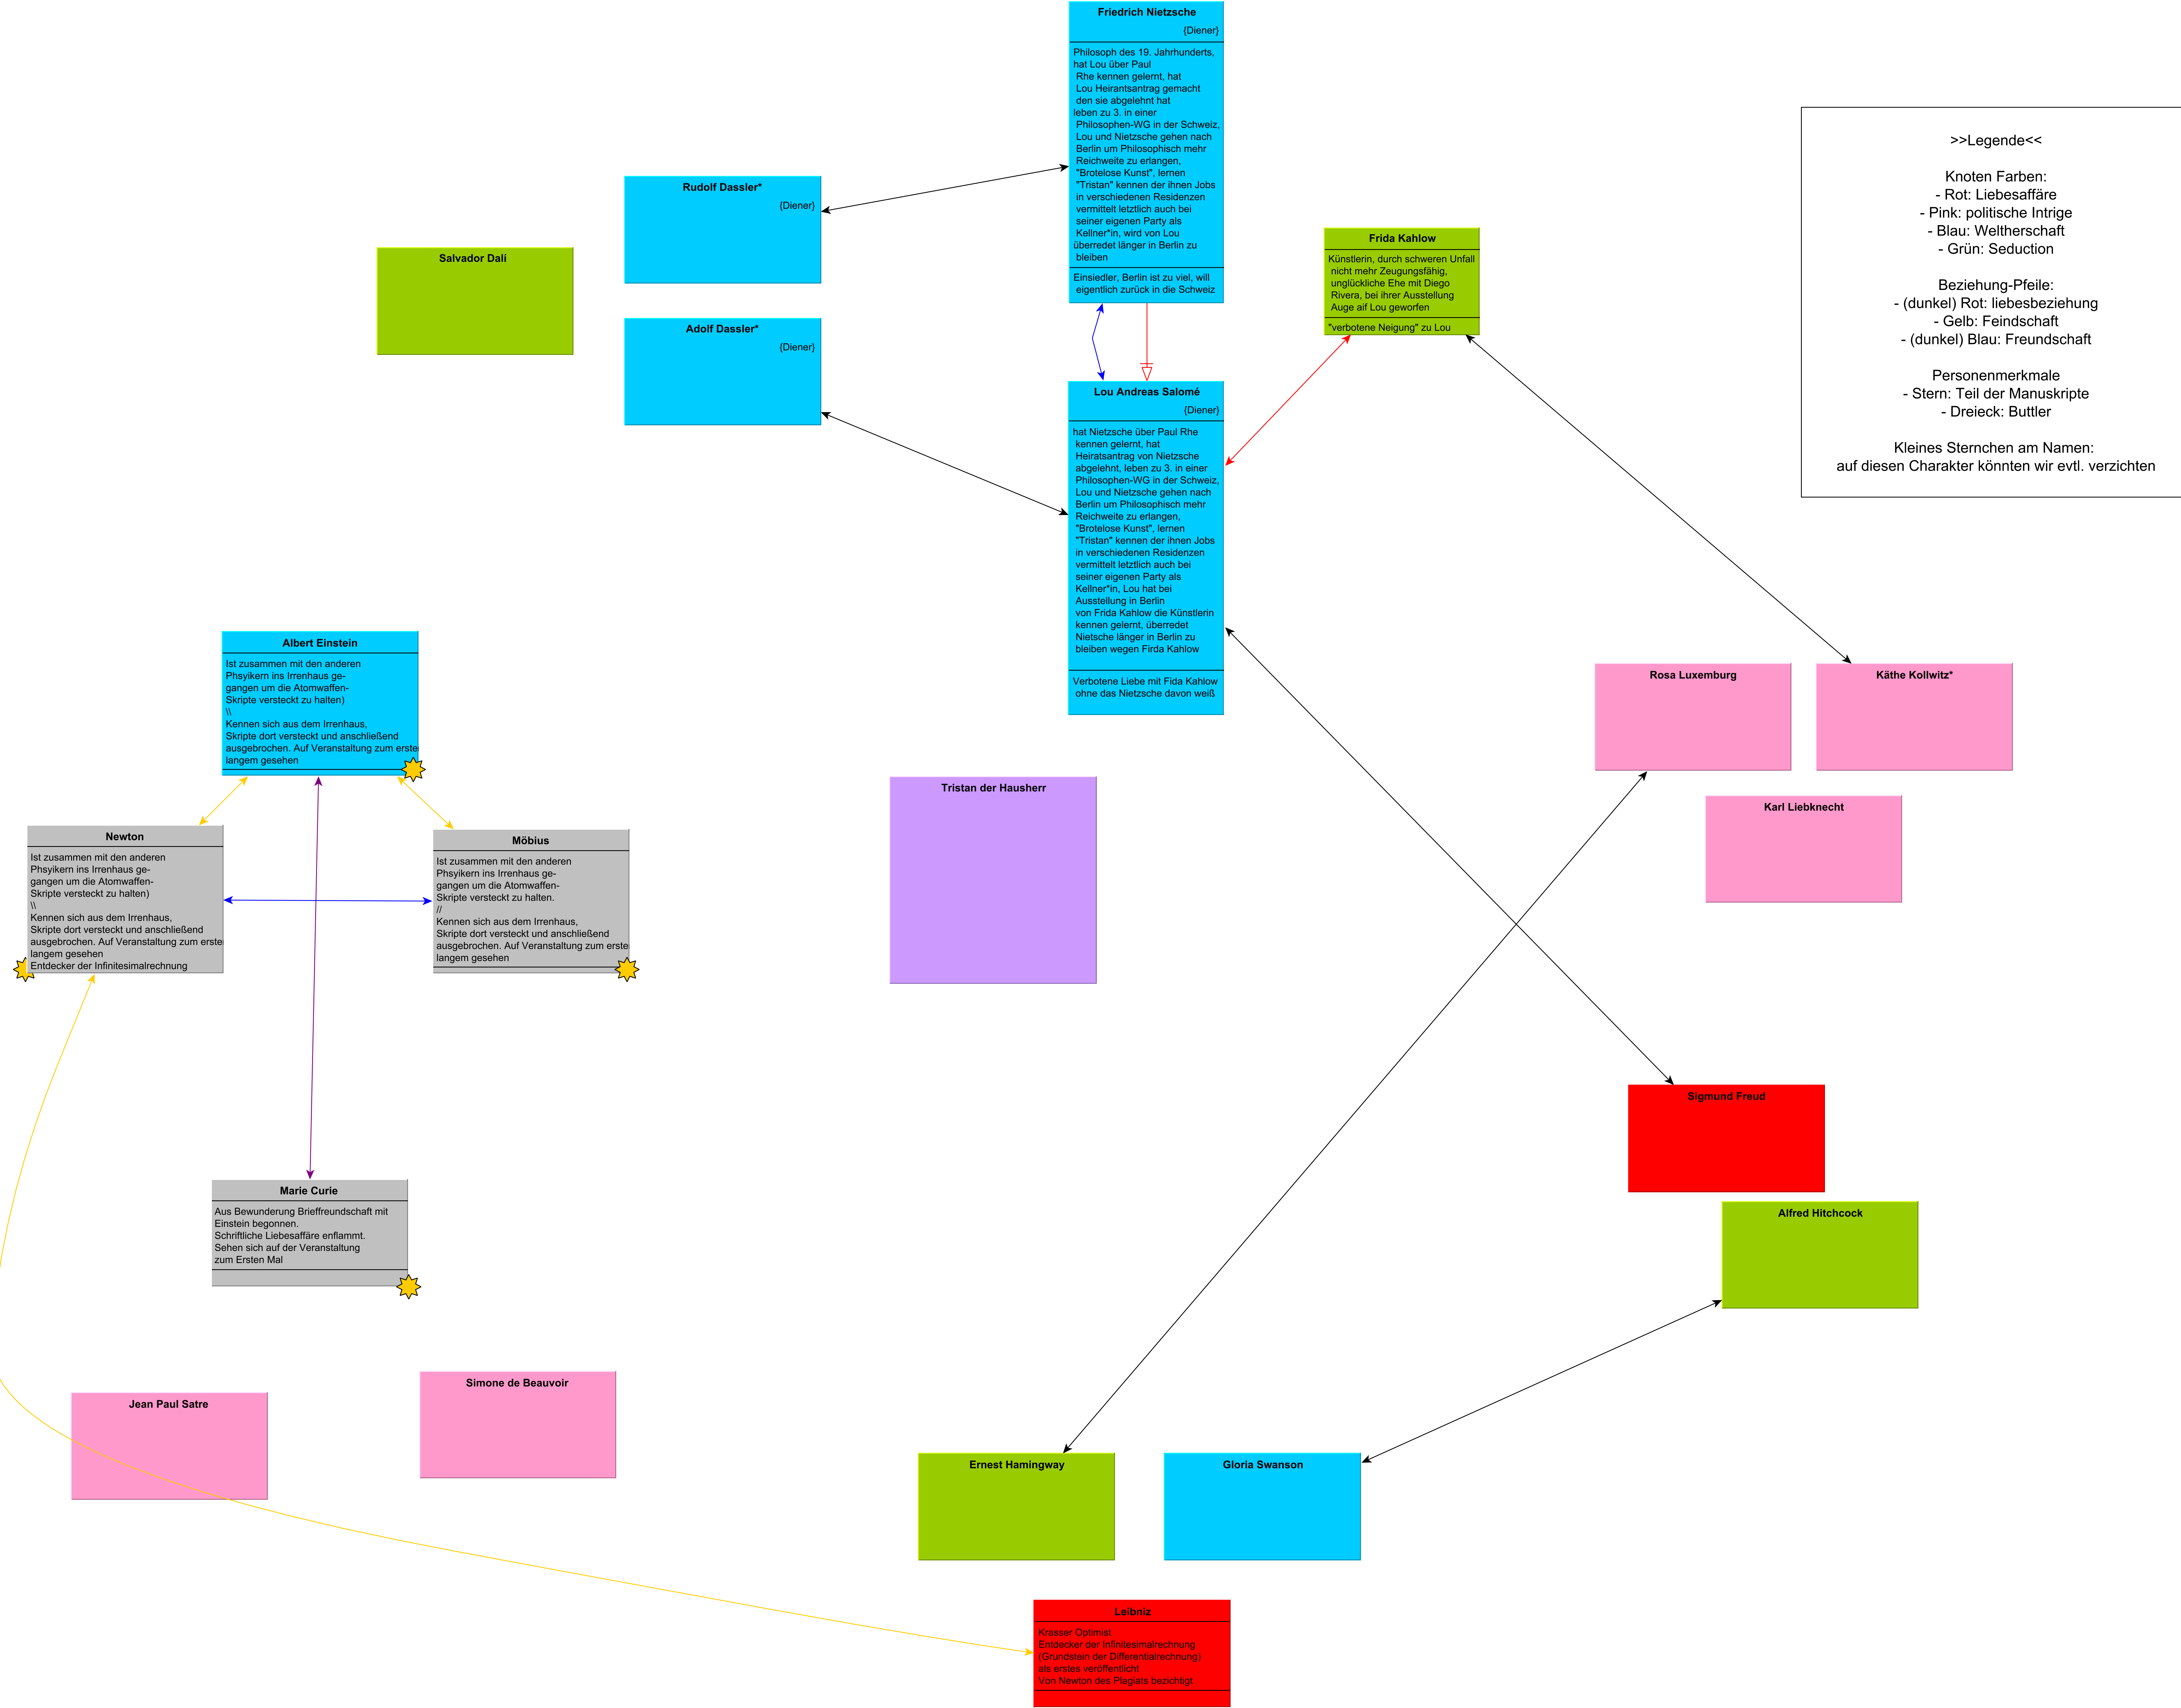 Friedrich Nietzsche
{Diener}
Philosoph des 19. Jahrhunderts,
hat Lou über Paul
Rhe kennen gelernt, hat
Lou Heirantsantrag gemacht
den sie abgelehnt hat
leben zu 3. in einer
Philosophen-WG in der Schweiz,
Lou und Nietzsche gehen nach
Berlin um Philosophisch mehr
Reichweite zu erlangen,
"Brotelose Kunst", lernen
"Tristan" kennen der ihnen Jobs
in verschiedenen Residenzen
vermittelt letztlich auch bei
seiner eigenen Party als
Kellner*in, wird von Lou
überredet länger in Berlin zu
bleiben
Einsiedler, Berlin ist zu viel, will
eigentlich zurück in die Schweiz
>>Legende<<
Knoten Farben:
- Rot: Liebesaffäre
- Pink: politische Intrige
- Blau: Weltherschaft
- Grün: Seduction
Beziehung-Pfeile:
- (dunkel) Rot: liebesbeziehung
- Gelb: Feindschaft
- (dunkel) Blau: Freundschaft
Personenmerkmale
- Stern: Teil der Manuskripte
- Dreieck: Buttler
Kleines Sternchen am Namen:
auf diesen Charakter könnten wir evtl. verzichten
Rudolf Dassler*
{Diener}
Salvador Dalí
Frida Kahlow
Künstlerin, durch schweren Unfall
nicht mehr Zeugungsfähig,
unglückliche Ehe mit Diego
Rivera, bei ihrer Ausstellung
Auge aif Lou geworfen
"verbotene Neigung" zu Lou
Adolf Dassler*
{Diener}
Lou Andreas Salomé
{Diener}
hat Nietzsche über Paul Rhe
kennen gelernt, hat
Heiratsantrag von Nietzsche
abgelehnt, leben zu 3. in einer
Philosophen-WG in der Schweiz,
Lou und Nietzsche gehen nach
Berlin um Philosophisch mehr
Reichweite zu erlangen,
"Brotelose Kunst", lernen
"Tristan" kennen der ihnen Jobs
in verschiedenen Residenzen
vermittelt letztlich auch bei
seiner eigenen Party als
Kellner*in, Lou hat bei
Ausstellung in Berlin
von Frida Kahlow die Künstlerin
kennen gelernt, überredet
Nietsche länger in Berlin zu
bleiben wegen Firda Kahlow
Verbotene Liebe mit Fida Kahlow
ohne das Nietzsche davon weiß
Albert Einstein
Ist zusammen mit den anderen
Phsyikern ins Irrenhaus ge-
gangen um die Atomwaffen-
Skripte versteckt zu halten)
\\
Kennen sich aus dem Irrenhaus,
Skripte dort versteckt und anschließend
ausgebrochen. Auf Veranstaltung zum erste
langem gesehen
Rosa Luxemburg
Käthe Kollwitz*
Karl Liebknecht
Tristan der Hausherr
Newton
Ist zusammen mit den anderen
Phsyikern ins Irrenhaus ge-
gangen um die Atomwaffen-
Skripte versteckt zu halten)
\\
Kennen sich aus dem Irrenhaus,
Skripte dort versteckt und anschließend
ausgebrochen. Auf Veranstaltung zum erste
langem gesehen
Entdecker der Infinitesimalrechnung
Möbius
Ist zusammen mit den anderen
Phsyikern ins Irrenhaus ge-
gangen um die Atomwaffen-
Skripte versteckt zu halten.
//
Kennen sich aus dem Irrenhaus,
Skripte dort versteckt und anschließend
ausgebrochen. Auf Veranstaltung zum erste
langem gesehen
Sigmund Freud
Marie Curie
Aus Bewunderung Brieffreundschaft mit
Einstein begonnen.
Schriftliche Liebesaffäre enflammt.
Sehen sich auf der Veranstaltung
zum Ersten Mal
Alfred Hitchcock
Simone de Beauvoir
Jean Paul Satre
Ernest Hamingway
Gloria Swanson
Leibniz
Krasser Optimist
Entdecker der Infinitesimalrechnung
(Grundstein der Differentialrechnung)
als erstes veröffentlicht
Von Newton des Plagiats bezichtigt